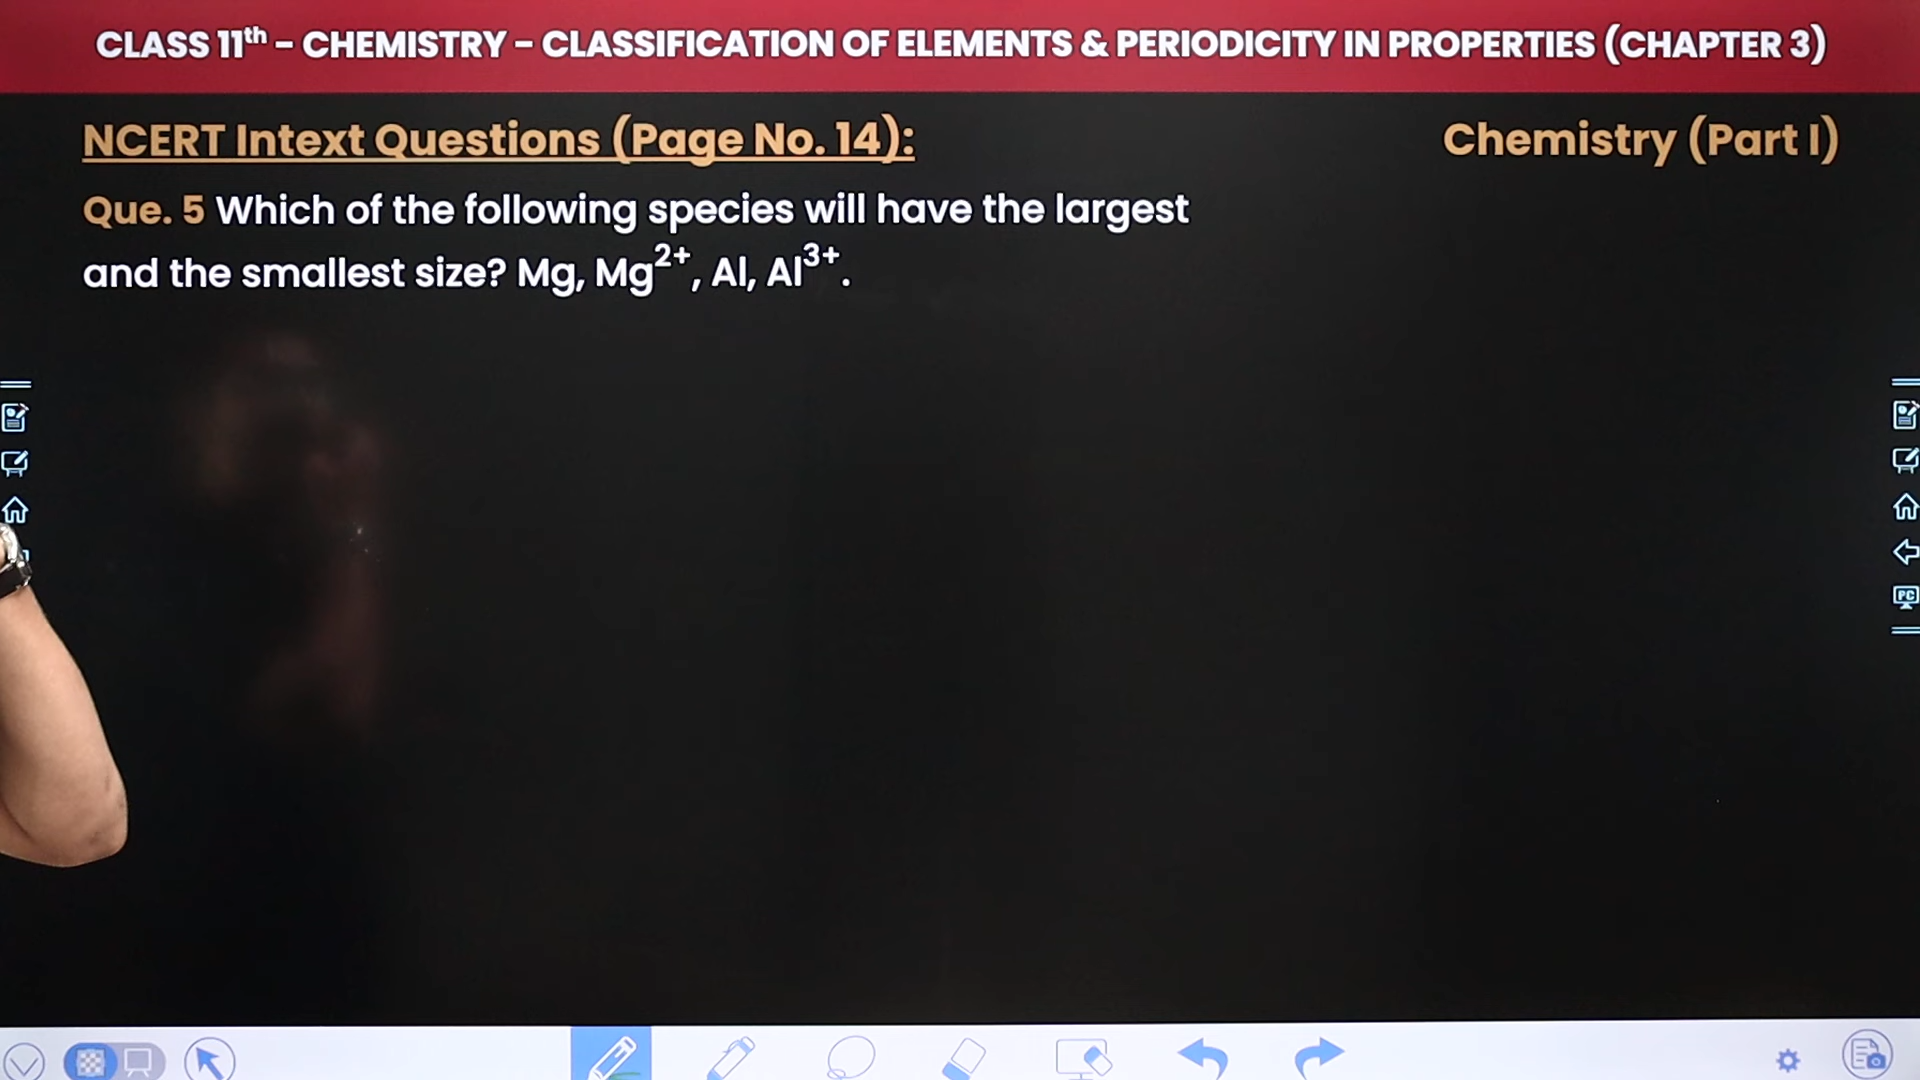 CLASS 11th – CHEMISTRY – CLASSIFICATION OF ELEMENTS & PERIODICITY IN PROPERTIES (CHAPTER 3)
NCERT Intext Questions (Page No. 14):
Chemistry (Part I)
Que. 5 Which of the following species will have the largest
and the smallest size? Mg, Mg²⁺, Al, Al³⁺.
PC